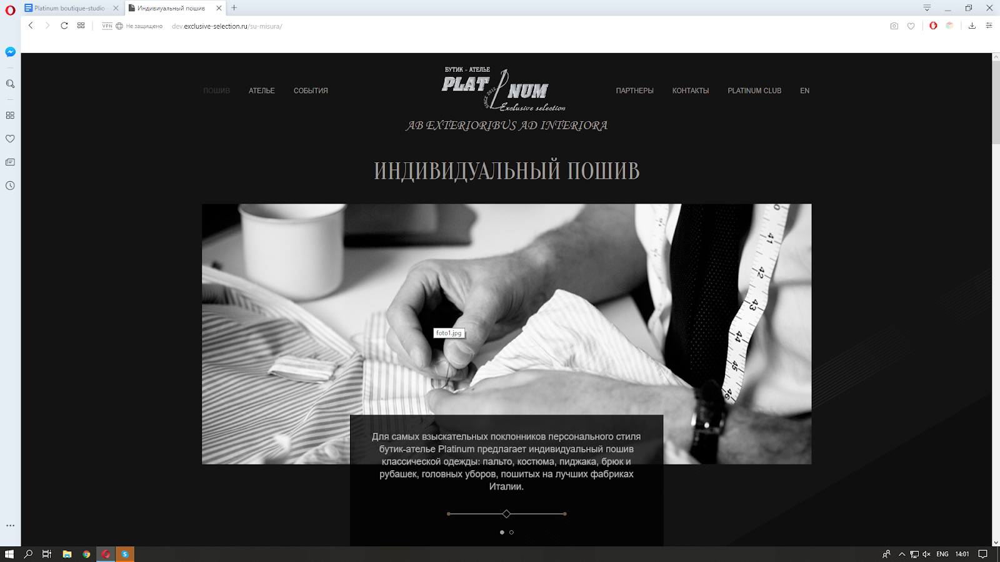 Platinum boutique-studio
Индивиуальный пошив
VPN
Не защищено
dev.exclusive-selection.ru/su-misura/
ПОШИВ
АТЕЛЬЕ
СОБЫТИЯ
БУТИК - АТЕЛЬЕ
PLATINUM
SINCE 2012
Exclusive selection
AB EXTERIORIBUS AD INTERIORA
ПАРТНЕРЫ
КОНТАКТЫ
PLATINUM CLUB
EN
ИНДИВИДУАЛЬНЫЙ ПОШИВ
41
42
43
44
45
46
foto1.jpg
Для самых взыскательных поклонников персонального стиля
бутик-ателье Platinum предлагает индивидуальный пошив
классической одежды: пальто, костюма, пиджака, брюк и
рубашек, головных уборов, пошитых на лучших фабриках
Италии.
ENG
14:01